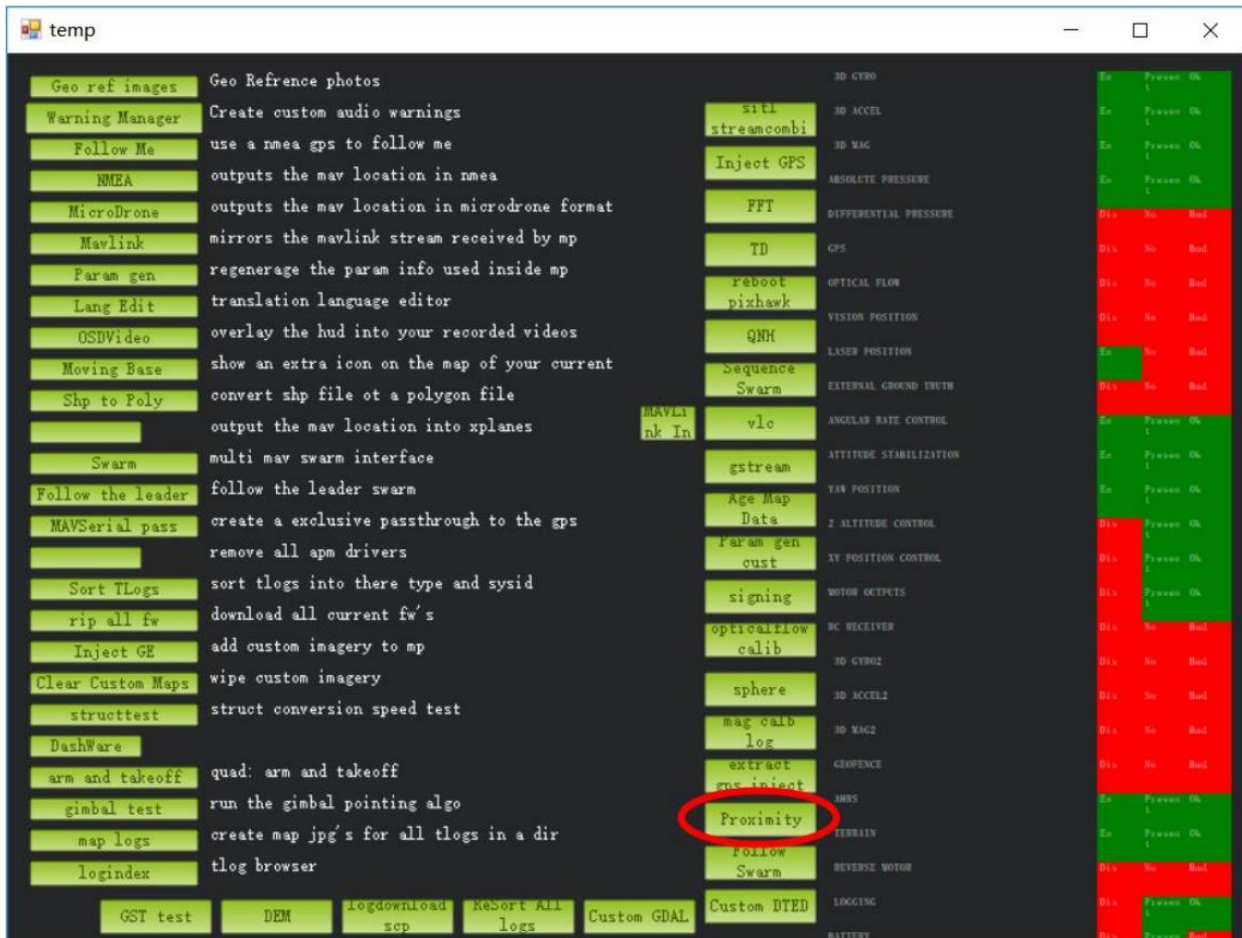 temp
Geo ref images Geo Refrence photos
Warning Manager Create custom audio warnings
Follow Me use a nmea gps to follow me
NMEA outputs the mav location in nmea
MicroDrone outputs the mav location in microdrone format
Mavlink mirrors the mavlink stream received by mp
Param gen regenerage the param info used inside mp
Lang Edit translation language editor
OSDVideo overlay the hud into your recorded videos
Moving Base show an extra icon on the map of your current
Shp to Poly convert shp file ot a polygon file
output the mav location into xplanes
Swarm multi mav swarm interface
Follow the leader follow the leader swarm
MAVSerial pass create a exclusive passthrough to the gps
remove all apm drivers
Sort TLogs sort tlogs into there type and sysid
rip all fw download all current fw's
Inject GE add custom imagery to mp
Clear Custom Maps wipe custom imagery
structtest struct conversion speed test
DashWare
arm and takeoff quad: arm and takeoff
gimbal test run the gimbal pointing algo
map logs create map jpg's for all tlogs in a dir
logindex tlog browser
GST test
DEM
logdownload
scp
ReSort All
logs
Custom GDAL
MAVLi
nk In
sitl
streamcombi
Inject GPS
FFT
TD
reboot
pixhawk
QNH
Sequence
Swarm
vlc
gstream
Age Map
Data
Param gen
cust
signing
opticalflow
calib
sphere
mag calb
log
extract
gps inject
Proximity
Follow
Swarm
Custom DTED
3D GYRO
3D ACCEL
3D MAG
ABSOLUTE PRESSURE
DIFFERENTIAL PRESSURE
GPS
OPTICAL FLOW
VISION POSITION
LASER POSITION
EXTERNAL GROUND TRUTH
ANGULAR RATE CONTROL
ATTITUDE STABILIZATION
YAW POSITION
Z ALTITUDE CONTROL
XY POSITION CONTROL
MOTOR OUTPUTS
RC RECEIVER
3D GYRO2
3D ACCEL2
3D MAG2
GEOFENCE
AHRS
TERRAIN
REVERSE MOTOR
LOGGING
BATTERY